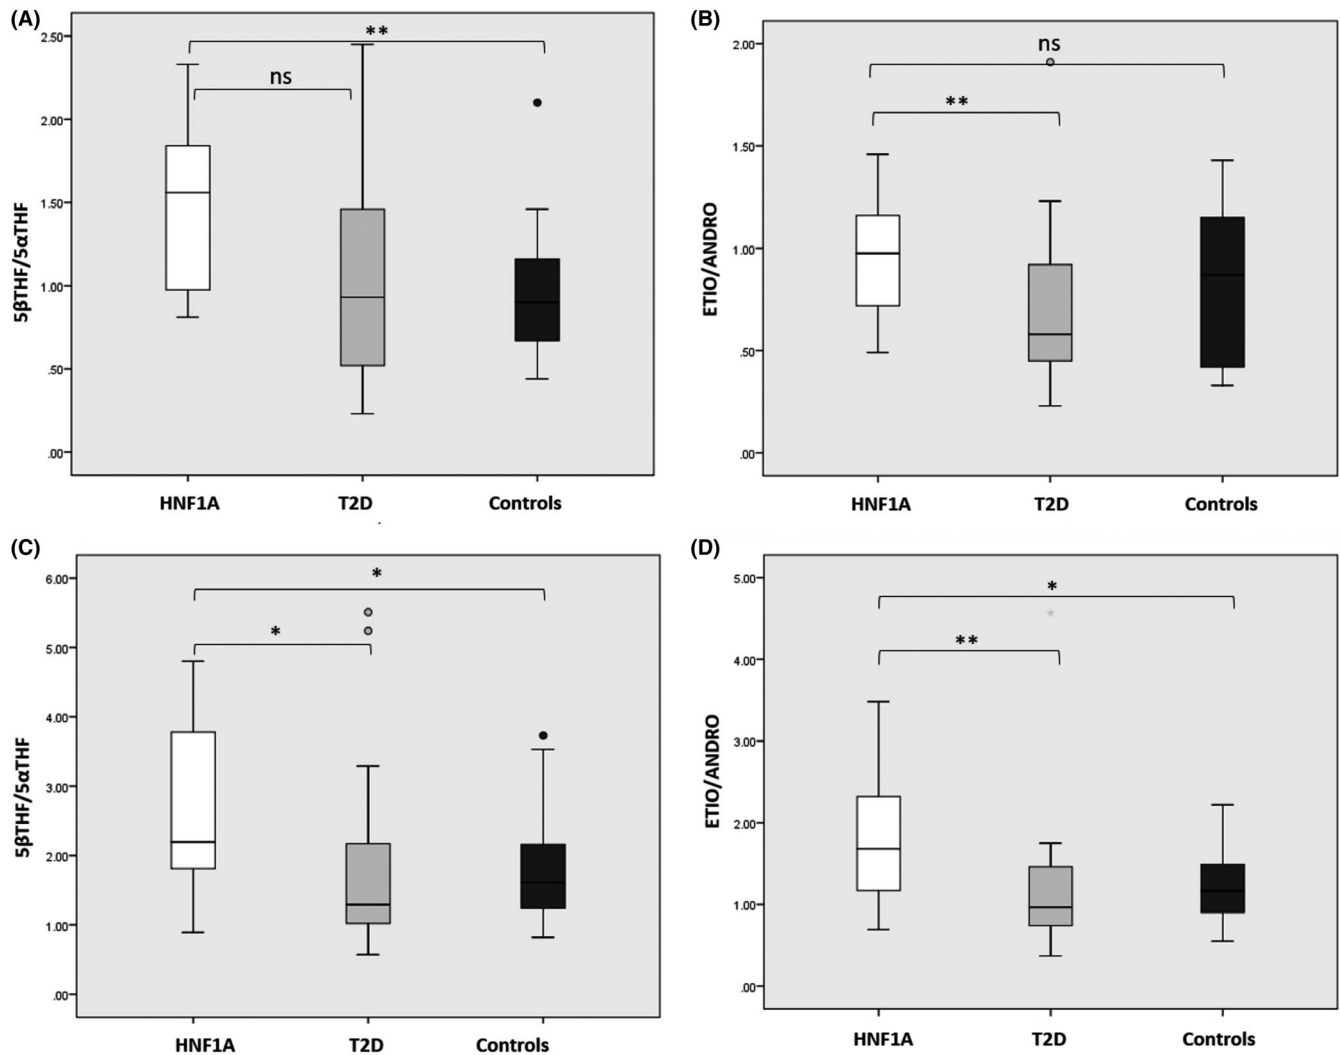 (A)
**
2.50
ns
2.00
1.50
5βTHF/5αTHF
1.00
.50
.00
HNF1A T2D Controls
(B)
2.00
ns
**
1.50
ETIO/ANDRO
1.00
.50
.00
HNF1A T2D Controls
(C)
6.00
*
*
5.00
4.00
3.00
5βTHF/5αTHF
2.00
1.00
.00
HNF1A T2D Controls
(D)
5.00
*
**
4.00
3.00
ETIO/ANDRO
2.00
1.00
.00
HNF1A T2D Controls